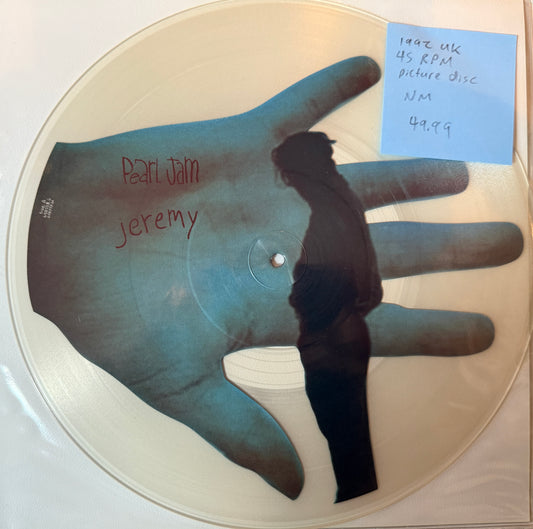 1992 UK
45 RPM
picture disc
NM
49.99
Pearl Jam
jeremy